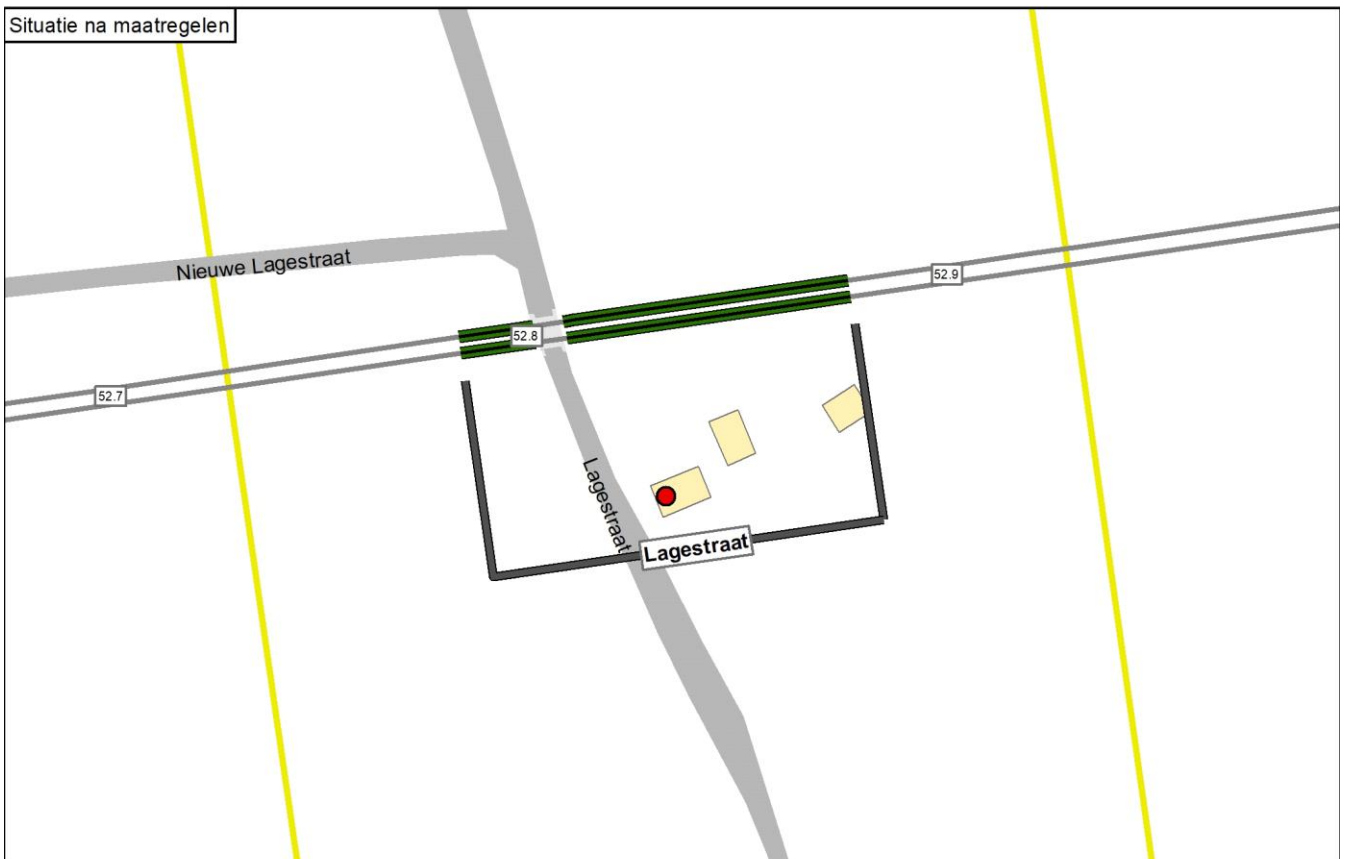 Situatie na maatregelen
Nieuwe Lagestraat
52.9
52.8
52.7
Lagestraat
Lagestraat